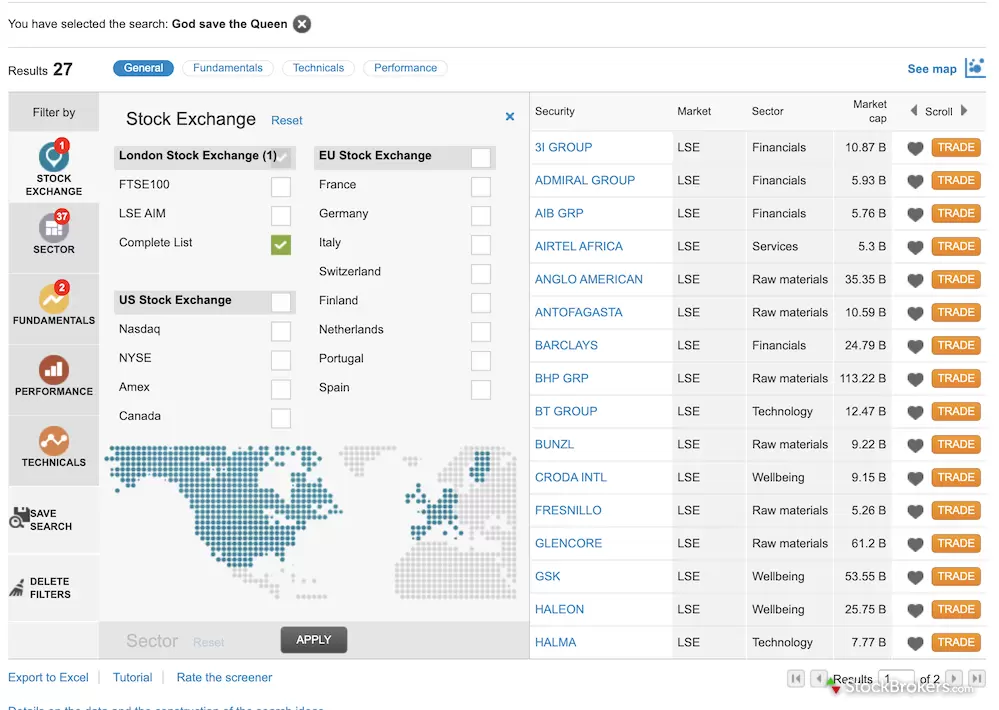 You have selected the search: God save the Queen
Results 27
General
Fundamentals
Technicals
Performance
See map
Filter by
1
STOCK
EXCHANGE
37
SECTOR
2
FUNDAMENTALS
PERFORMANCE
TECHNICALS
SAVE
SEARCH
DELETE
FILTERS
Stock Exchange Reset
London Stock Exchange (1)
FTSE100
LSE AIM
Complete List
US Stock Exchange
Nasdaq
NYSE
Amex
Canada
EU Stock Exchange
France
Germany
Italy
Switzerland
Finland
Netherlands
Portugal
Spain
Sector Reset
APPLY
Security Market Sector Market cap Scroll
3I GROUP LSE Financials 10.87 B TRADE
ADMIRAL GROUP LSE Financials 5.93 B TRADE
AIB GRP LSE Financials 5.76 B TRADE
AIRTEL AFRICA LSE Services 5.3 B TRADE
ANGLO AMERICAN LSE Raw materials 35.35 B TRADE
ANTOFAGASTA LSE Raw materials 10.59 B TRADE
BARCLAYS LSE Financials 24.79 B TRADE
BHP GRP LSE Raw materials 113.22 B TRADE
BT GROUP LSE Technology 12.47 B TRADE
BUNZL LSE Raw materials 9.22 B TRADE
CRODA INTL LSE Wellbeing 9.15 B TRADE
FRESNILLO LSE Raw materials 5.26 B TRADE
GLENCORE LSE Raw materials 61.2 B TRADE
GSK LSE Wellbeing 53.55 B TRADE
HALEON LSE Wellbeing 25.75 B TRADE
HALMA LSE Technology 7.77 B TRADE
Export to Excel Tutorial Rate the screener
Results 1 of 2
StockBrokers.com
Details on the data and the construction of the search ideas